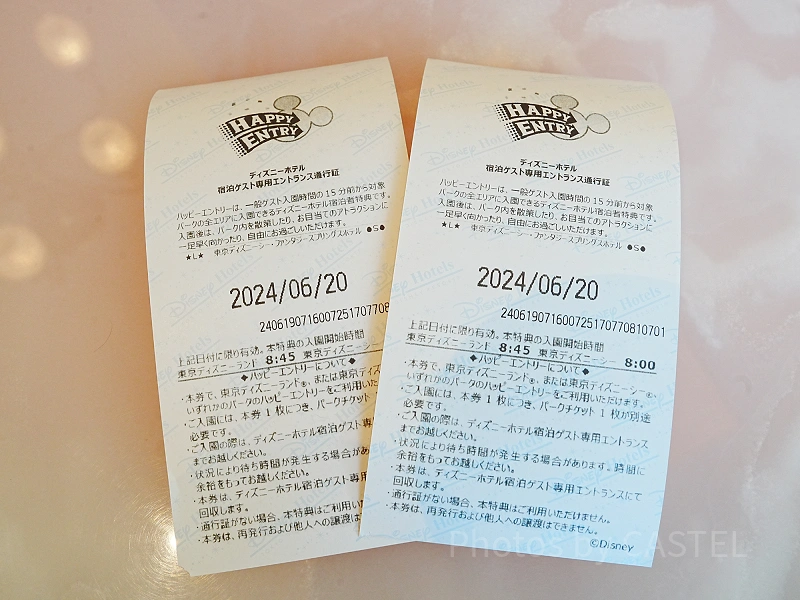 HAPPY
ENTRY
ディズニーホテル
宿泊ゲスト専用エントランス通行証
ハッピーエントリーは、一般ゲスト入園時間の15分前から対象
パークの全エリアに入園できるディズニーホテル宿泊者特典です。
入園後は、パーク内を散策したり、お目当てのアトラクションに
一足早く向かったり、自由にお過ごしいただけます。
★L★ 東京ディズニーシー・ファンタジースプリングスホテル ●S●
2024/06/20
240619071600725170770
上記日付に限り有効。本特典の入園開始時間
東京ディズニーランド 8:45 東京ディズニーシー
◆ハッピーエントリーについて◆
・本券で、東京ディズニーランド®、または東京ディズ
いずれかのパークのハッピーエントリーをご利用いた
・ご入園には、本券1枚につき、パークチケット
必要です。
・ご入園の際は、ディズニーホテル宿泊ゲスト専用
までお越しください。
・状況により待ち時間が発生する場合があ
余裕をもってお越しください。
・本券は、ディズニーホテル宿泊ゲスト専用
回収します。
・通行証がない場合、本特典はご利用いた
・本券は、再発行および他人への譲渡は
HAPPY
ENTRY
ディズニーホテル
宿泊ゲスト専用エントランス通行証
ハッピーエントリーは、一般ゲスト入園時間の15分前から対象
パークの全エリアに入園できるディズニーホテル宿泊者特典です。
入園後は、パーク内を散策したり、お目当てのアトラクションに
一足早く向かったり、自由にお過ごしいただけます。
★L★ 東京ディズニーシー・ファンタジースプリングスホテル ●S●
2024/06/20
24061907160072517077081​0701
上記日付に限り有効。本特典の入園開始時間
東京ディズニーランド 8:45 東京ディズニーシー 8:00
◆ハッピーエントリーについて◆
・本券で、東京ディズニーランド®、または東京ディズニーシー®、
いずれかのパークのハッピーエントリーをご利用いただけます。
・ご入園には、本券1枚につき、パークチケット1枚が別途
必要です。
・ご入園の際は、ディズニーホテル宿泊ゲスト専用エントランス
までお越しください。
・状況により待ち時間が発生する場合があります。時間に
余裕をもってお越しください。
・本券は、ディズニーホテル宿泊ゲスト専用エントランスにて
回収します。
・通行証がない場合、本特典はご利用いただけません。
・本券は、再発行および他人への譲渡はできません。
©Disney
Photos by CASTEL